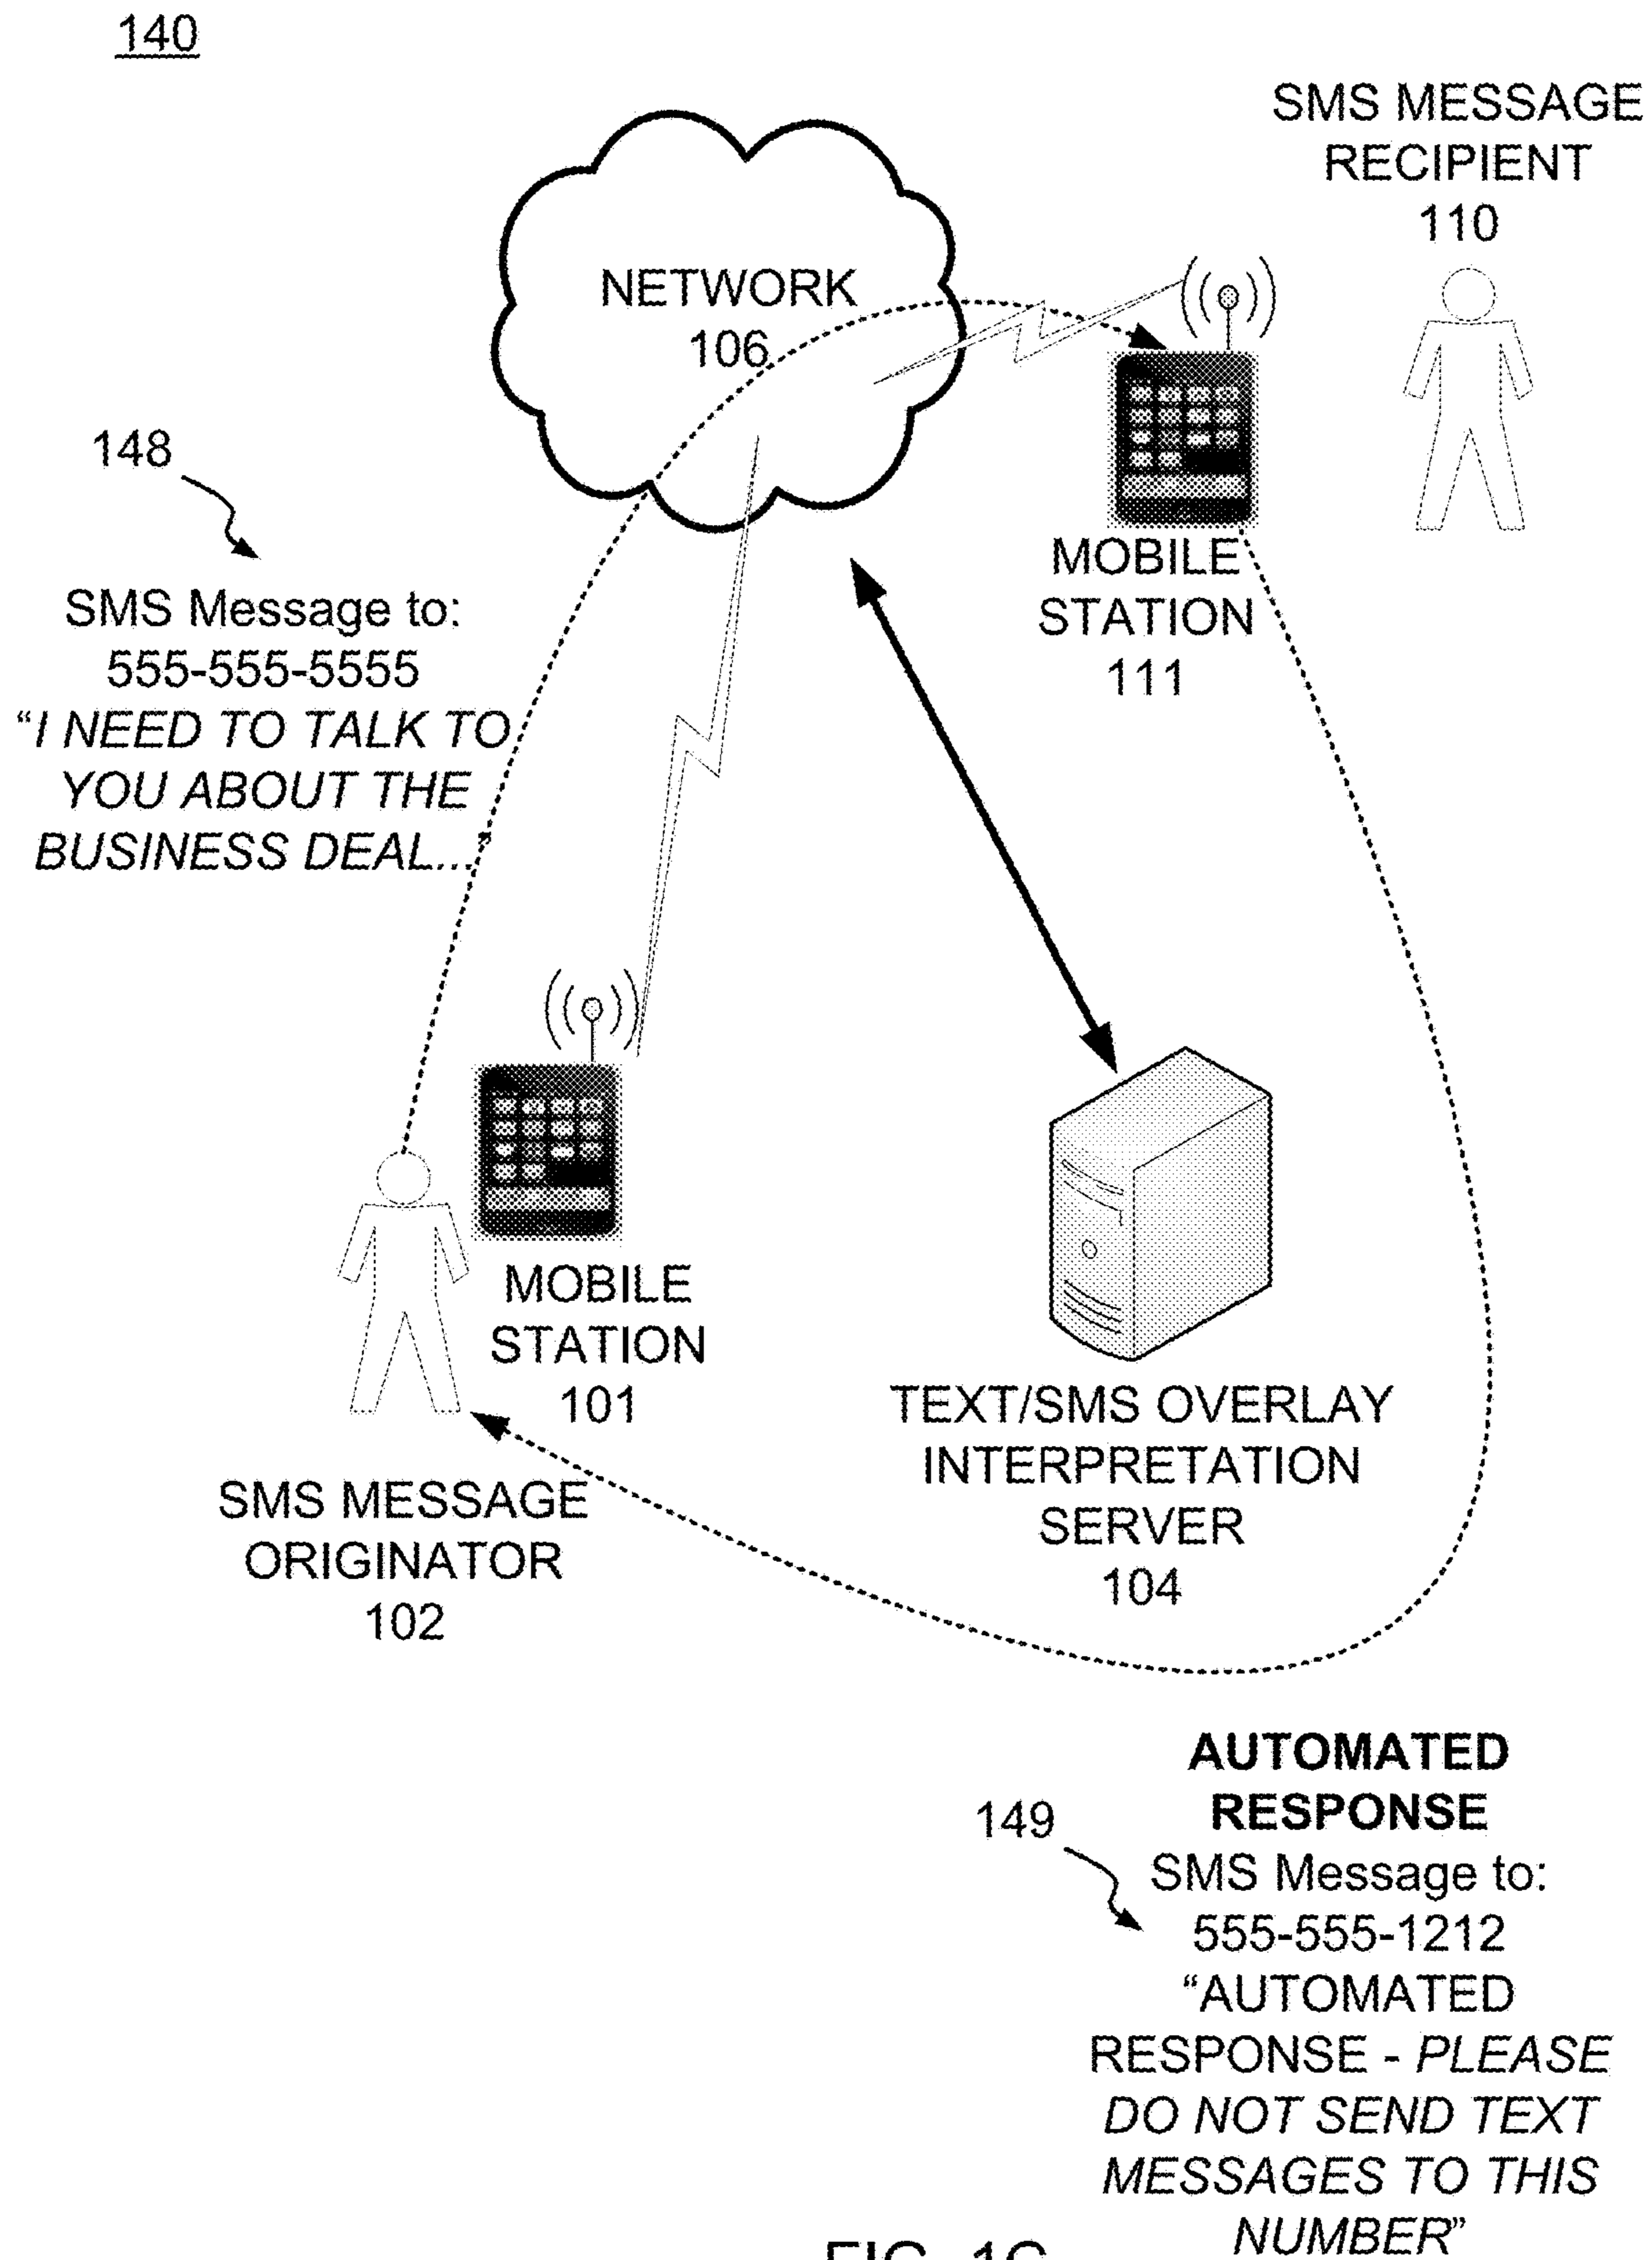 140
SMS MESSAGE
RECIPIENT
110
NETWORK
106
148
SMS Message to:
555-555-5555
“I NEED TO TALK TO
YOU ABOUT THE
BUSINESS DEAL...”
MOBILE
STATION
111
MOBILE
STATION
101
SMS MESSAGE
ORIGINATOR
102
TEXT/SMS OVERLAY
INTERPRETATION
SERVER
104
149
AUTOMATED
RESPONSE
SMS Message to:
555-555-1212
“AUTOMATED
RESPONSE - PLEASE
DO NOT SEND TEXT
MESSAGES TO THIS
NUMBER”
FIG. 1C